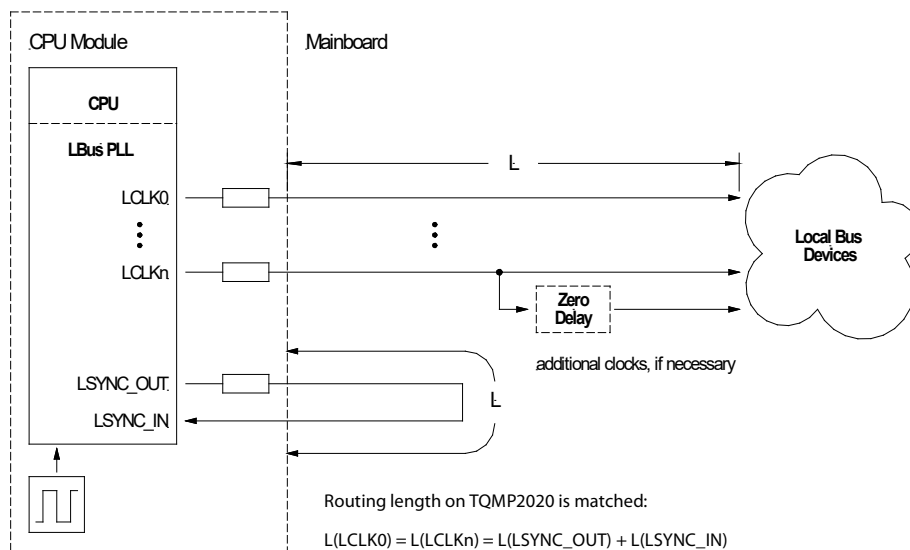 CPU Module
Mainboard
CPU
LBus PLL
L
LCLK0
Local Bus
Devices
LCLKn
Zero
Delay
additional clocks, if necessary
LSYNC_OUT
L
LSYNC_IN
Routing length on TQMP2020 is matched:
L(LCLK0) = L(LCLKn) = L(LSYNC_OUT) + L(LSYNC_IN)